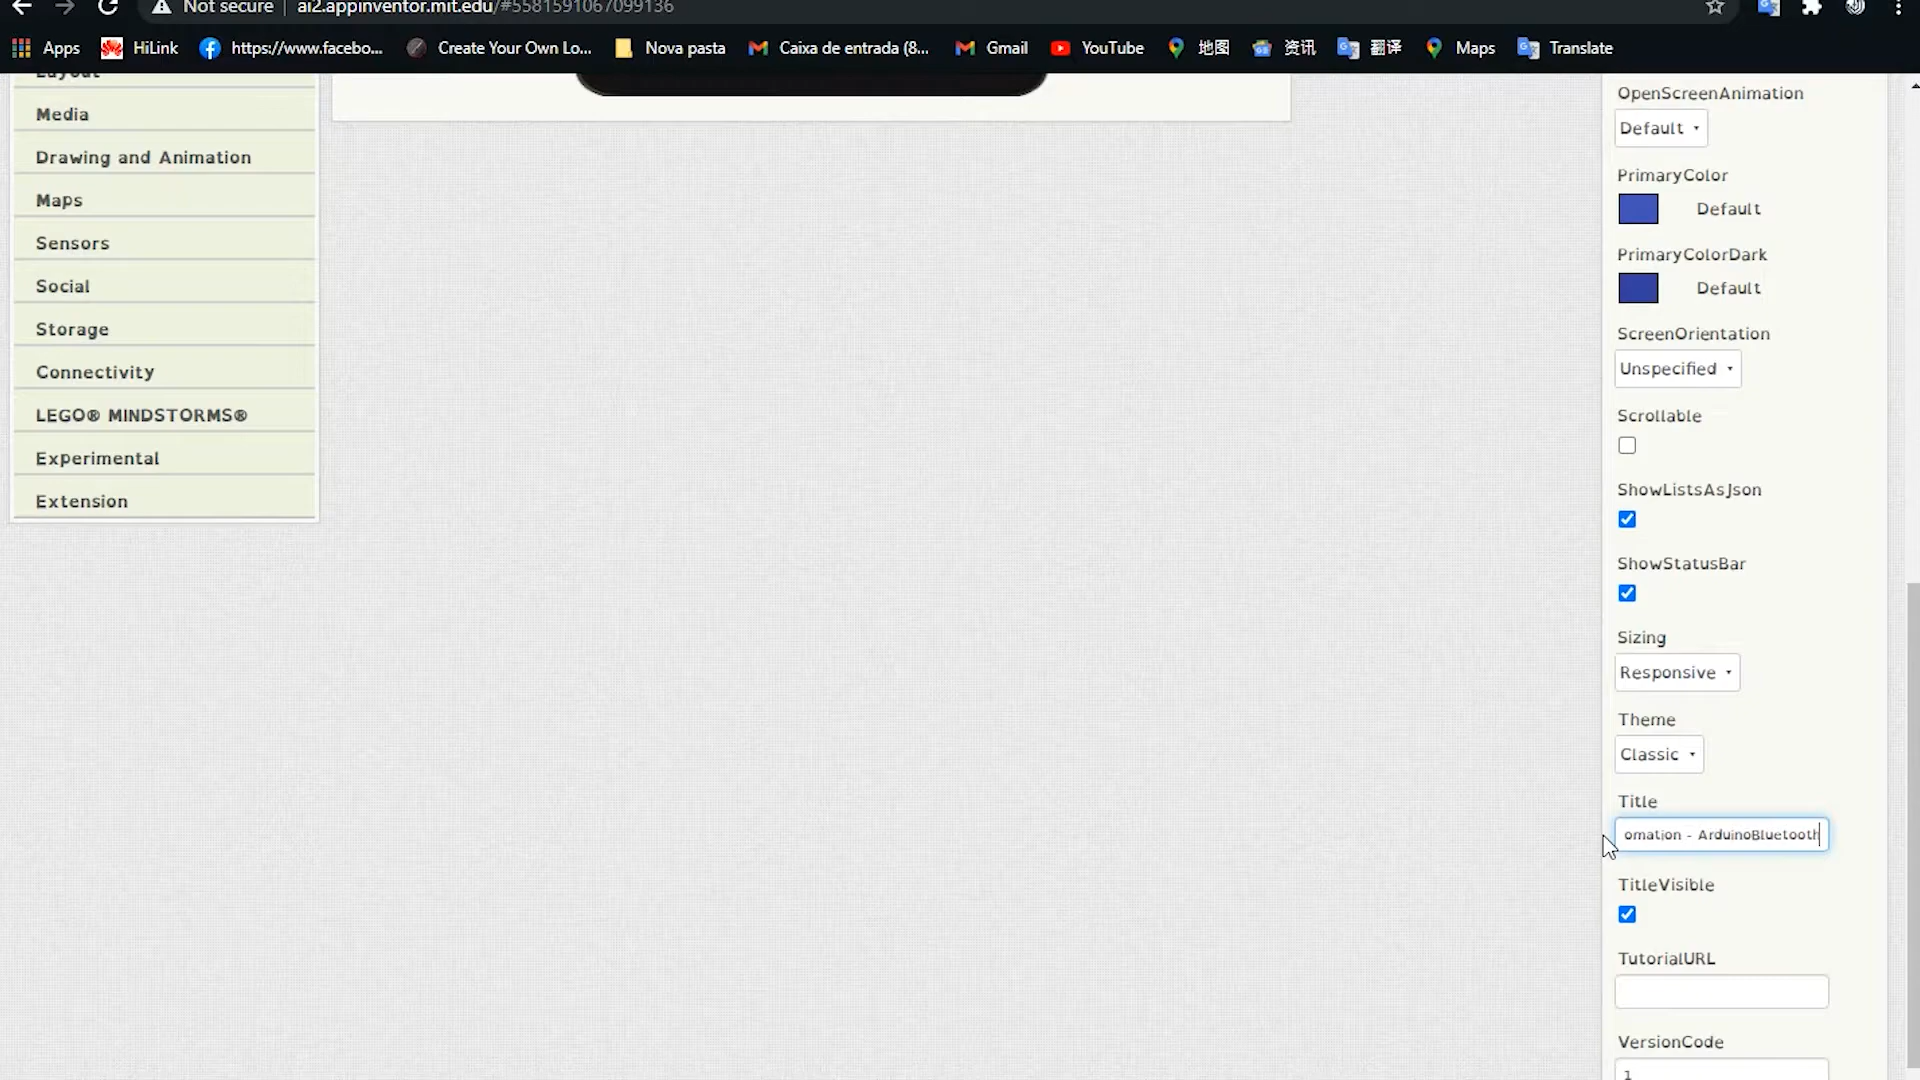 Not secure
ai2.appinventor.mit.edu/#5581591067099136
Apps
HiLink
https://www.facebo...
Create Your Own Lo...
Nova pasta
Caixa de entrada (8...
Gmail
YouTube
地图
资讯
翻译
Maps
Translate
Layout
Media
Drawing and Animation
Maps
Sensors
Social
Storage
Connectivity
LEGO® MINDSTORMS®
Experimental
Extension
OpenScreenAnimation
Default
PrimaryColor
Default
PrimaryColorDark
Default
ScreenOrientation
Unspecified
Scrollable
ShowListsAsJson
ShowStatusBar
Sizing
Responsive
Theme
Classic
Title
omation - ArduinoBluetooth
TitleVisible
TutorialURL
VersionCode
1